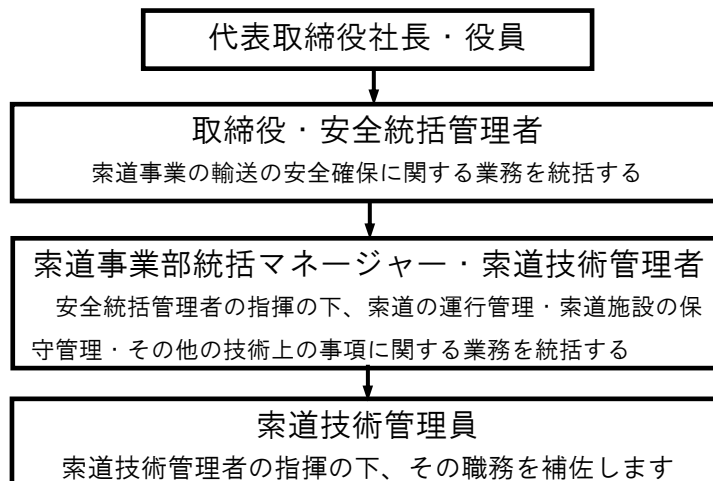 代表取締役社長・役員
取締役・安全統括管理者
索道事業の輸送の安全確保に関する業務を統括する
索道事業部統括マネージャー・索道技術管理者
安全統括管理者の指揮の下、索道の運行管理・索道施設の保
守管理・その他の技術上の事項に関する業務を統括する
索道技術管理員
索道技術管理者の指揮の下、その職務を補佐します